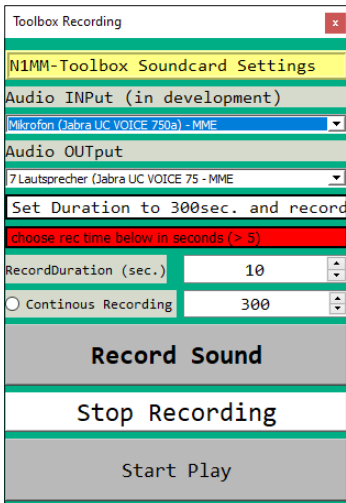 Toolbox Recording
x
N1MM-Toolbox Soundcard Settings
Audio INPut (in development)
Mikrofon (Jabra UC VOICE 750a) - MME
Audio OUTput
7 Lautsprecher (Jabra UC VOICE 75 - MME
Set Duration to 300sec. and record
choose rec time below in seconds (> 5)
RecordDuration (sec.) 10
Continous Recording 300
Record Sound
Stop Recording
Start Play